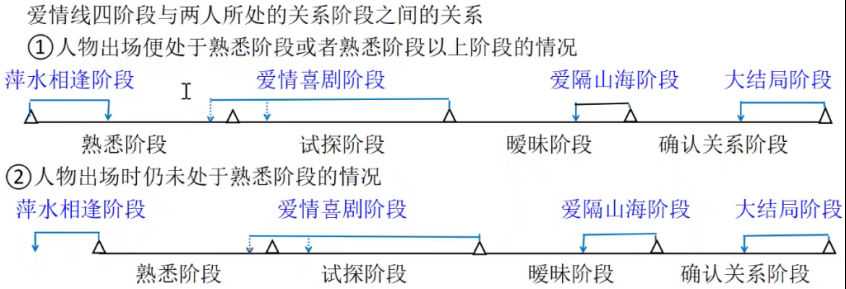 爱情线四阶段与两人所处的关系阶段之间的关系
①人物出场便处于熟悉阶段或者熟悉阶段以上阶段的情况
萍水相逢阶段 爱情喜剧阶段 爱隔山海阶段 大结局阶段
熟悉阶段 试探阶段 暧昧阶段 确认关系阶段
②人物出场时仍未处于熟悉阶段的情况
萍水相逢阶段 爱情喜剧阶段 爱隔山海阶段 大结局阶段
熟悉阶段 试探阶段 暧昧阶段 确认关系阶段